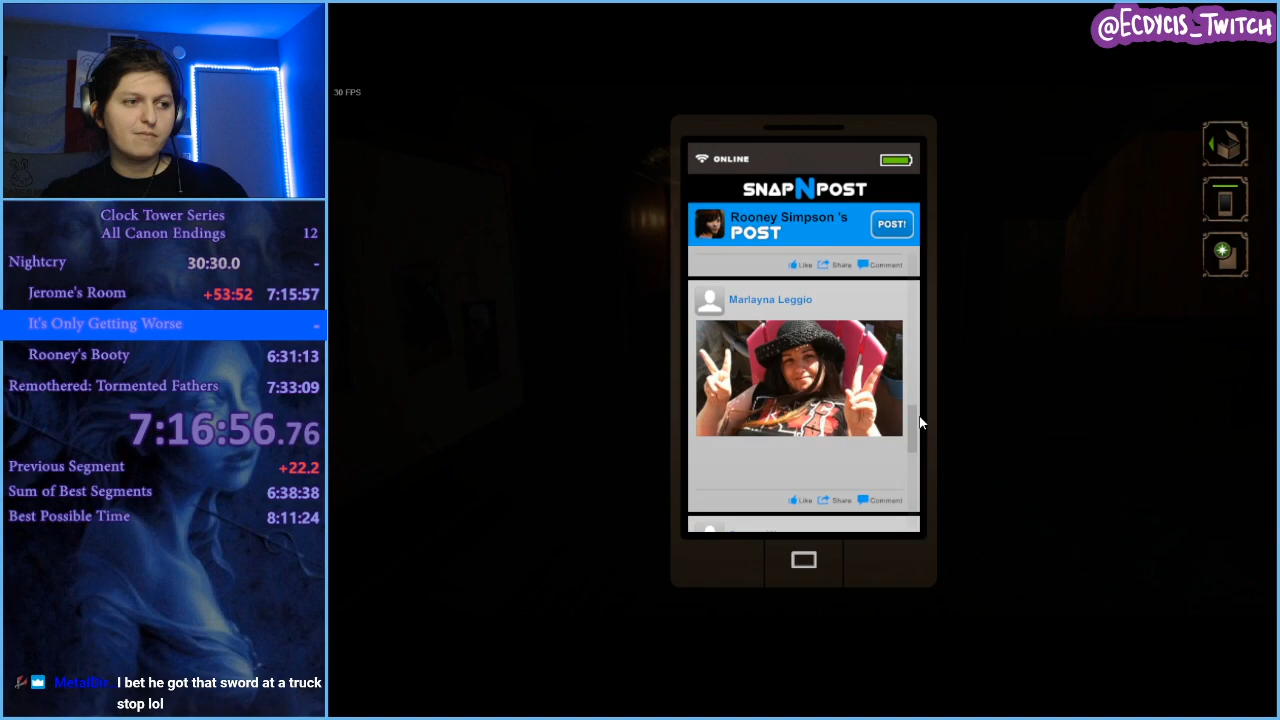 @Ecdycis_Twitch
Clock Tower Series
All Canon Endings 12
Nightcry 30:30.0 -
Jerome's Room +53:52 7:15:57
It's Only Getting Worse -
Rooney's Booty 6:31:13
Remothered: Tormented Fathers 7:33:09
7:16:56.76
Previous Segment +22.2
Sum of Best Segments 6:38:38
Best Possible Time 8:11:24
I bet he got that sword at a truck
stop lol
30 FPS
ONLINE
SNAPNPOST
Rooney Simpson 's
POST
POST!
Like Share Comment
Marlayna Leggio
Like Share Comment